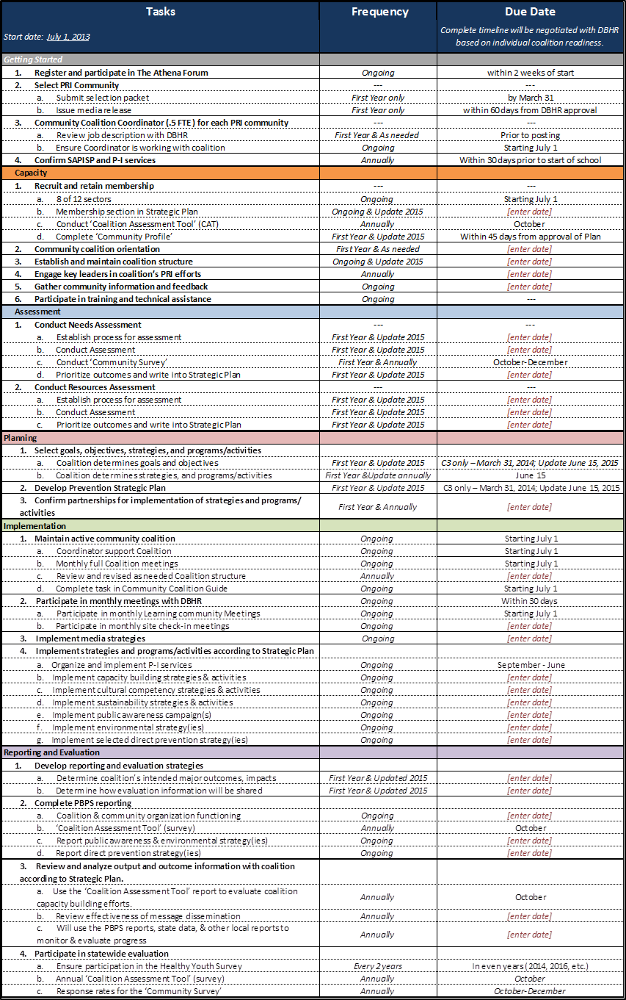 Tasks Frequency Due Date
Start date: July 1, 2013 Complete timeline will be negotiated with DBHR
based on individual coalition readiness.
Getting Started
1. Register and participate in The Athena Forum Ongoing within 2 weeks of start
2. Select PRI Community --- ---
a. Submit selection packet First Year only by March 31
b. Issue media release First Year only within 60 days from DBHR approval
3. Community Coalition Coordinator (.5 FTE ) for each PRI community --- ---
a. Review job description with DBHR First Year & As needed Prior to posting
b. Ensure Coordinator is working with coalition Ongoing Starting July 1
4. Confirm SAPISP and P-I services Annually Within 30 days prior to start of school
Capacity
1. Recruit and retain membership --- ---
a. 8 of 12 sectors Ongoing Starting July 1
b. Membership section in Strategic Plan Ongoing & Update 2015 [enter date]
c. Conduct ‘Coalition Assessment Tool’ (CAT) Annually October
d. Complete ‘Community Profile’ First Year & Update 2015 Within 45 days from approval of Plan
2. Community coalition orientation First Year & As needed [enter date]
3. Establish and maintain coalition structure Ongoing & Update 2015 [enter date]
4. Engage key leaders in coalition’s PRI efforts Annually [enter date]
5. Gather community information and feedback Ongoing [enter date]
6. Participate in training and technical assistance Ongoing ---
Assessment
1. Conduct Needs Assessment --- ---
a. Establish process for assessment First Year & Update 2015 [enter date]
b. Conduct Assessment First Year & Update 2015 [enter date]
c. Conduct ‘Community Survey’ First Year & Annually October-December
d. Prioritize outcomes and write into Strategic Plan First Year & Update 2015 [enter date]
2. Conduct Resources Assessment --- ---
a. Establish process for assessment First Year & Update 2015 [enter date]
b. Conduct Assessment First Year & Update 2015 [enter date]
c. Prioritize outcomes and write into Strategic Plan First Year & Update 2015 [enter date]
Planning
1. Select goals, objectives, strategies, and programs/activities
a. Coalition determines goals and objectives First Year & Update 2015 C3 only – March 31, 2014; Update June 15, 2015
b. Coalition determines strategies, and programs/activities First Year &Update annually June 15
2. Develop Prevention Strategic Plan First Year & Update 2015 C3 only – March 31, 2014; Update June 15, 2015
3. Confirm partnerships for implementation of strategies and programs/
activities First Year & Annually [enter date]
Implementation
1. Maintain active community coalition Ongoing Starting July 1
a. Coordinator support Coalition Ongoing Starting July 1
b. Monthly full Coalition meetings Ongoing Starting July 1
c. Review and revised as needed Coalition structure Annually [enter date]
d. Complete task in Community Coalition Guide Ongoing Starting July 1
2. Participate in monthly meetings with DBHR Ongoing Within 30 days
a. Participate in monthly Learning community Meetings Ongoing Starting July 1
b. Participate in monthly site check-in meetings Ongoing [enter date]
3. Implement media strategies Ongoing [enter date]
4. Implement strategies and programs/activities according to Strategic Plan
a. Organize and implement P-I services Ongoing September - June
b. Implement capacity building strategies & activities Ongoing [enter date]
c. Implement cultural competency strategies & activities Ongoing [enter date]
d. Implement sustainability strategies & activities Ongoing [enter date]
e. Implement public awareness campaign(s) Ongoing [enter date]
f. Implement environmental strategy(ies) Ongoing [enter date]
g. Implement selected direct prevention strategy(ies) Ongoing [enter date]
Reporting and Evaluation
1. Develop reporting and evaluation strategies
a. Determine coalition’s intended major outcomes, impacts First Year & Updated 2015 [enter date]
b. Determine how evaluation information will be shared First Year & Updated 2015 [enter date]
2. Complete PBPS reporting
a. Coalition & community organization functioning Ongoing [enter date]
b. ‘Coalition Assessment Tool’ (survey) Annually October
c. Report public awareness & environmental strategy(ies) Ongoing [enter date]
d. Report direct prevention strategy(ies) Ongoing [enter date]
3. Review and analyze output and outcome information with coalition
according to Strategic Plan.
a. Use the ‘Coalition Assessment Tool’ report to evaluate coalition
capacity building efforts. Annually October
b. Review effectiveness of message dissemination Annually [enter date]
c. Will use the PBPS reports, state data, & other local reports to
monitor & evaluate progress Annually [enter date]
4. Participate in statewide evaluation
a. Ensure participation in the Healthy Youth Survey Every 2 years In even years (2014, 2016, etc.)
b. Annual ‘Coalition Assessment Tool’ (survey) Annually October
c. Response rates for the ‘Community Survey’ Annually October-December